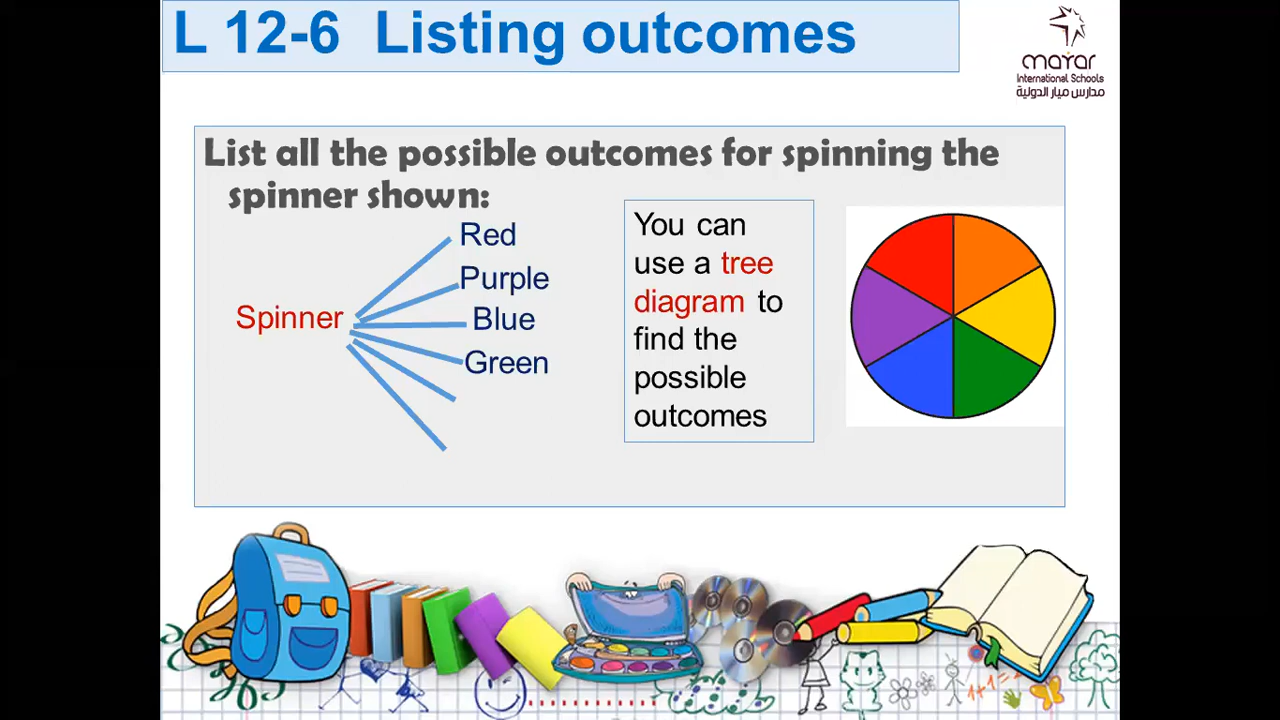 L 12-6 Listing outcomes
mayar
International Schools
مدارس ميار الدولية
List all the possible outcomes for spinning the
spinner shown:
Red
Purple
Spinner
Blue
Green
You can
use a tree
diagram to
find the
possible
outcomes